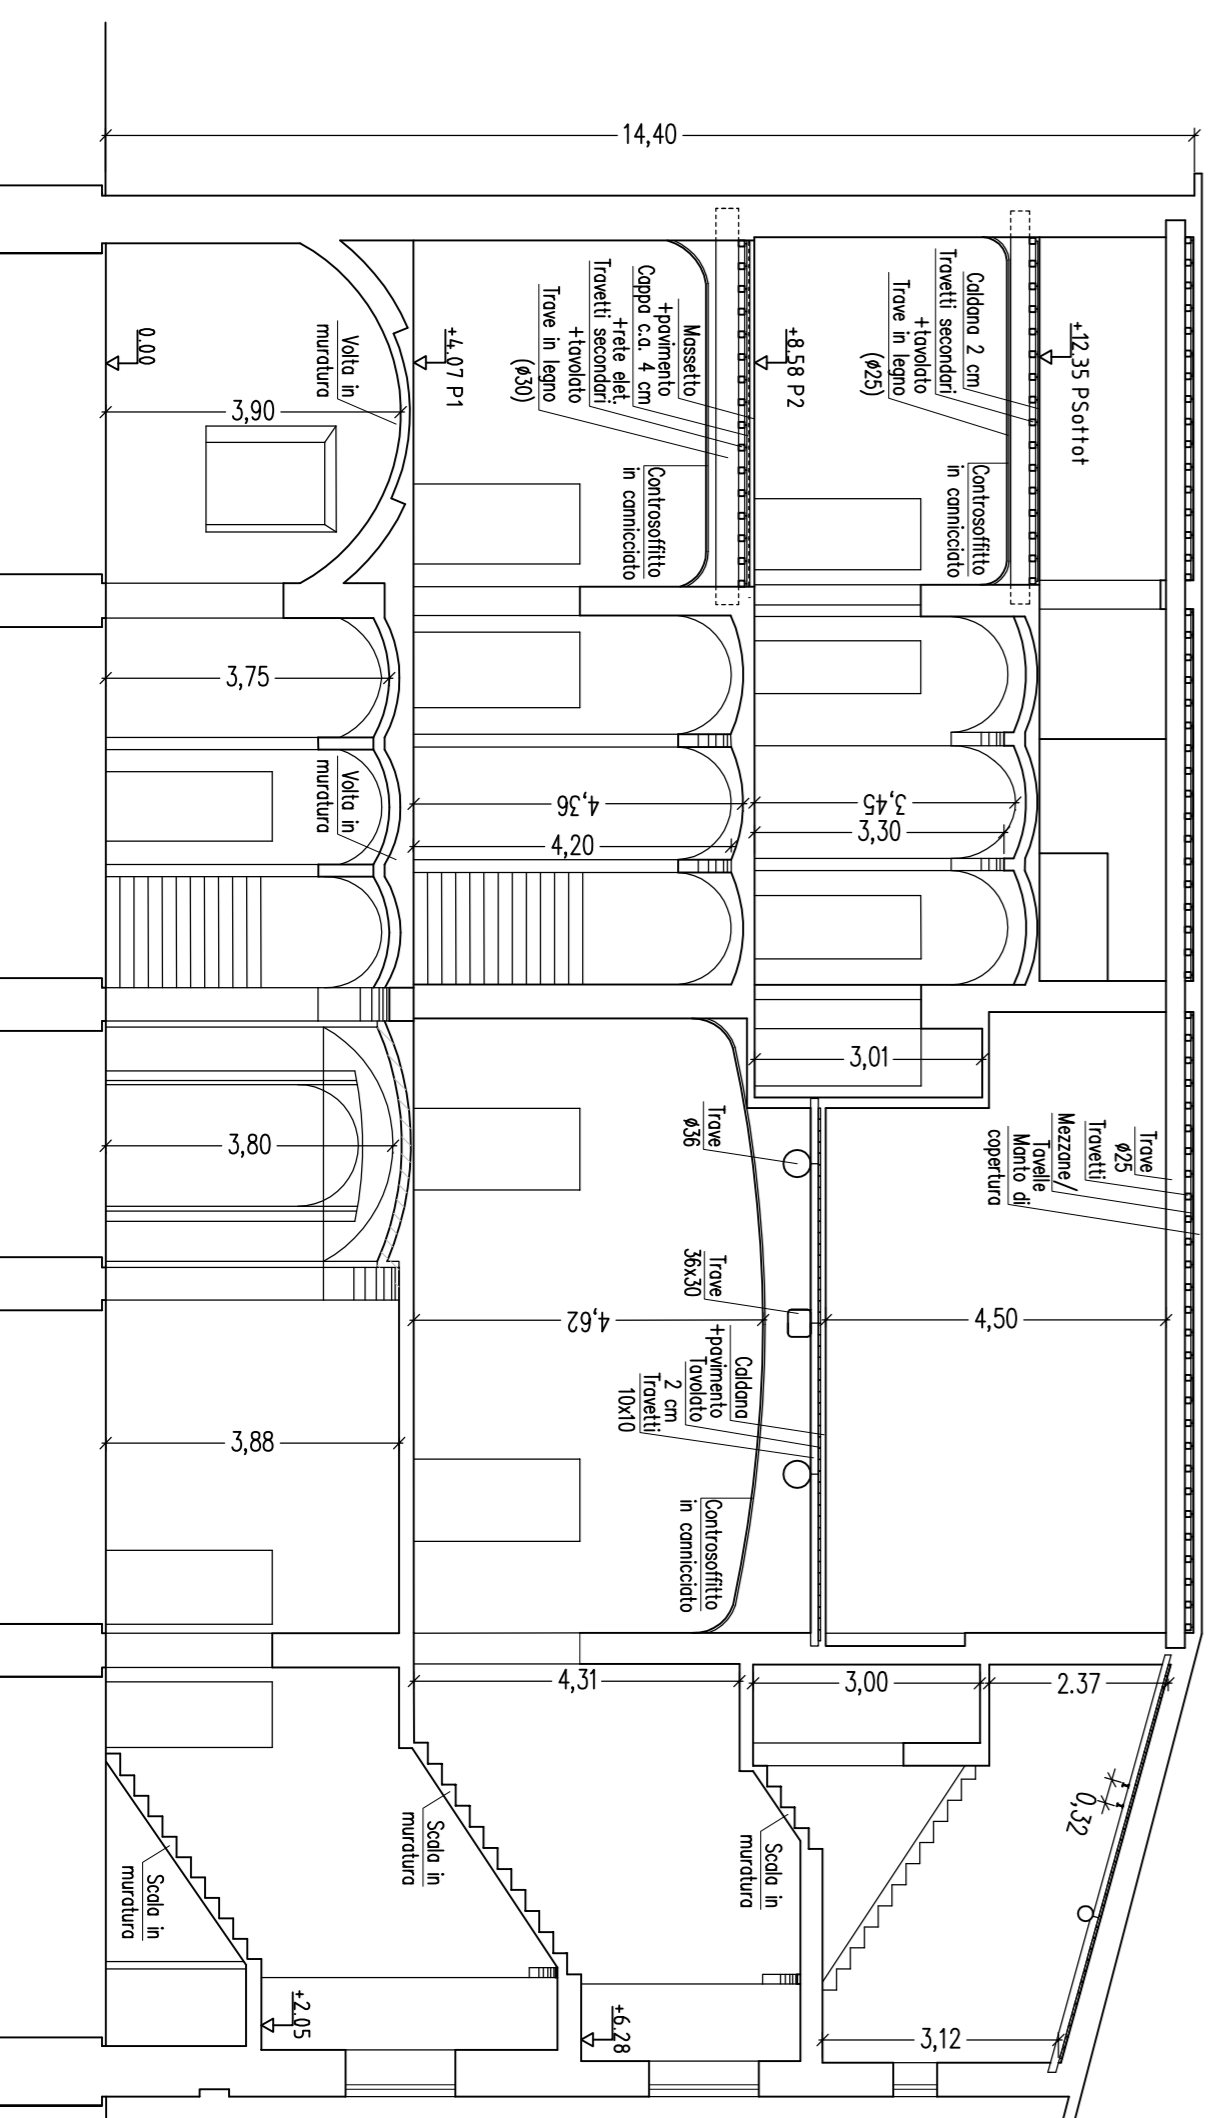 14,40
+12.35 PSottot
Caldana 2 cm
Travetti secondari
+tavolato
Trave in legno
(ø25)
Controsoffitto
in cannicciato
+8.58 P2
Massetto
+pavimento
Cappa c.a. 4 cm
+rete elet.
Travetti secondari
+tavolato
Trave in legno
(ø30)
Controsoffitto
in cannicciato
+4.07 P1
Volta in
muratura
0.00
3,90
3,75
Volta in
muratura
4,36
4,20
3,45
3,30
3,01
3,80
Trave
ø25
Travetti
Mezzane/
Tavelle
Manto di
copertura
Trave
ø36
Trave
36x30
4,50
4,62
Caldana
+pavimento
Tavolato
2 cm
Travetti
10x10
3,88
Controsoffitto
in cannicciato
4,31
3,00
2.37
0,32
Scala in
muratura
Scala in
muratura
Scala in
muratura
+2.05
+6.28
3,12